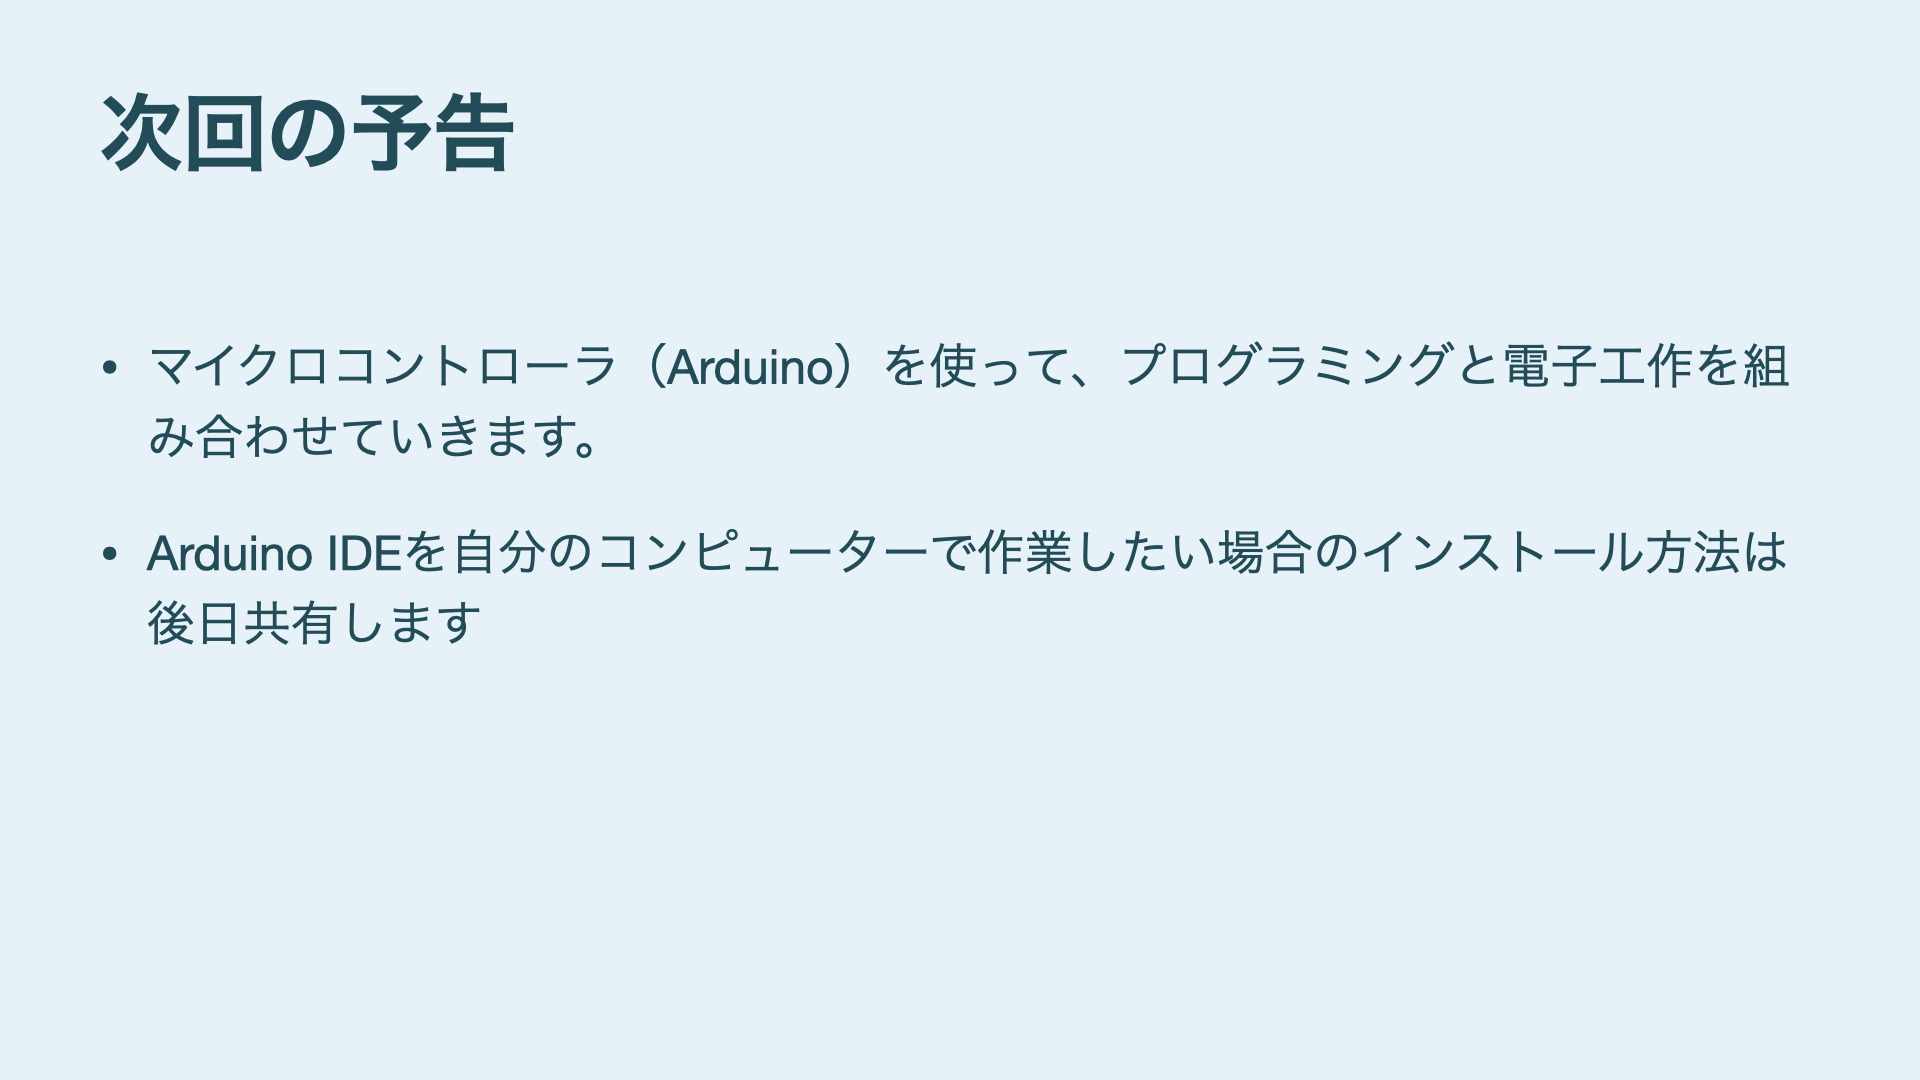 次回の予告
• マイクロコントローラ（Arduino）を使って、プログラミングと電子工作を組
み合わせていきます。
• Arduino IDEを自分のコンピューターで作業したい場合のインストール方法は
後日共有します